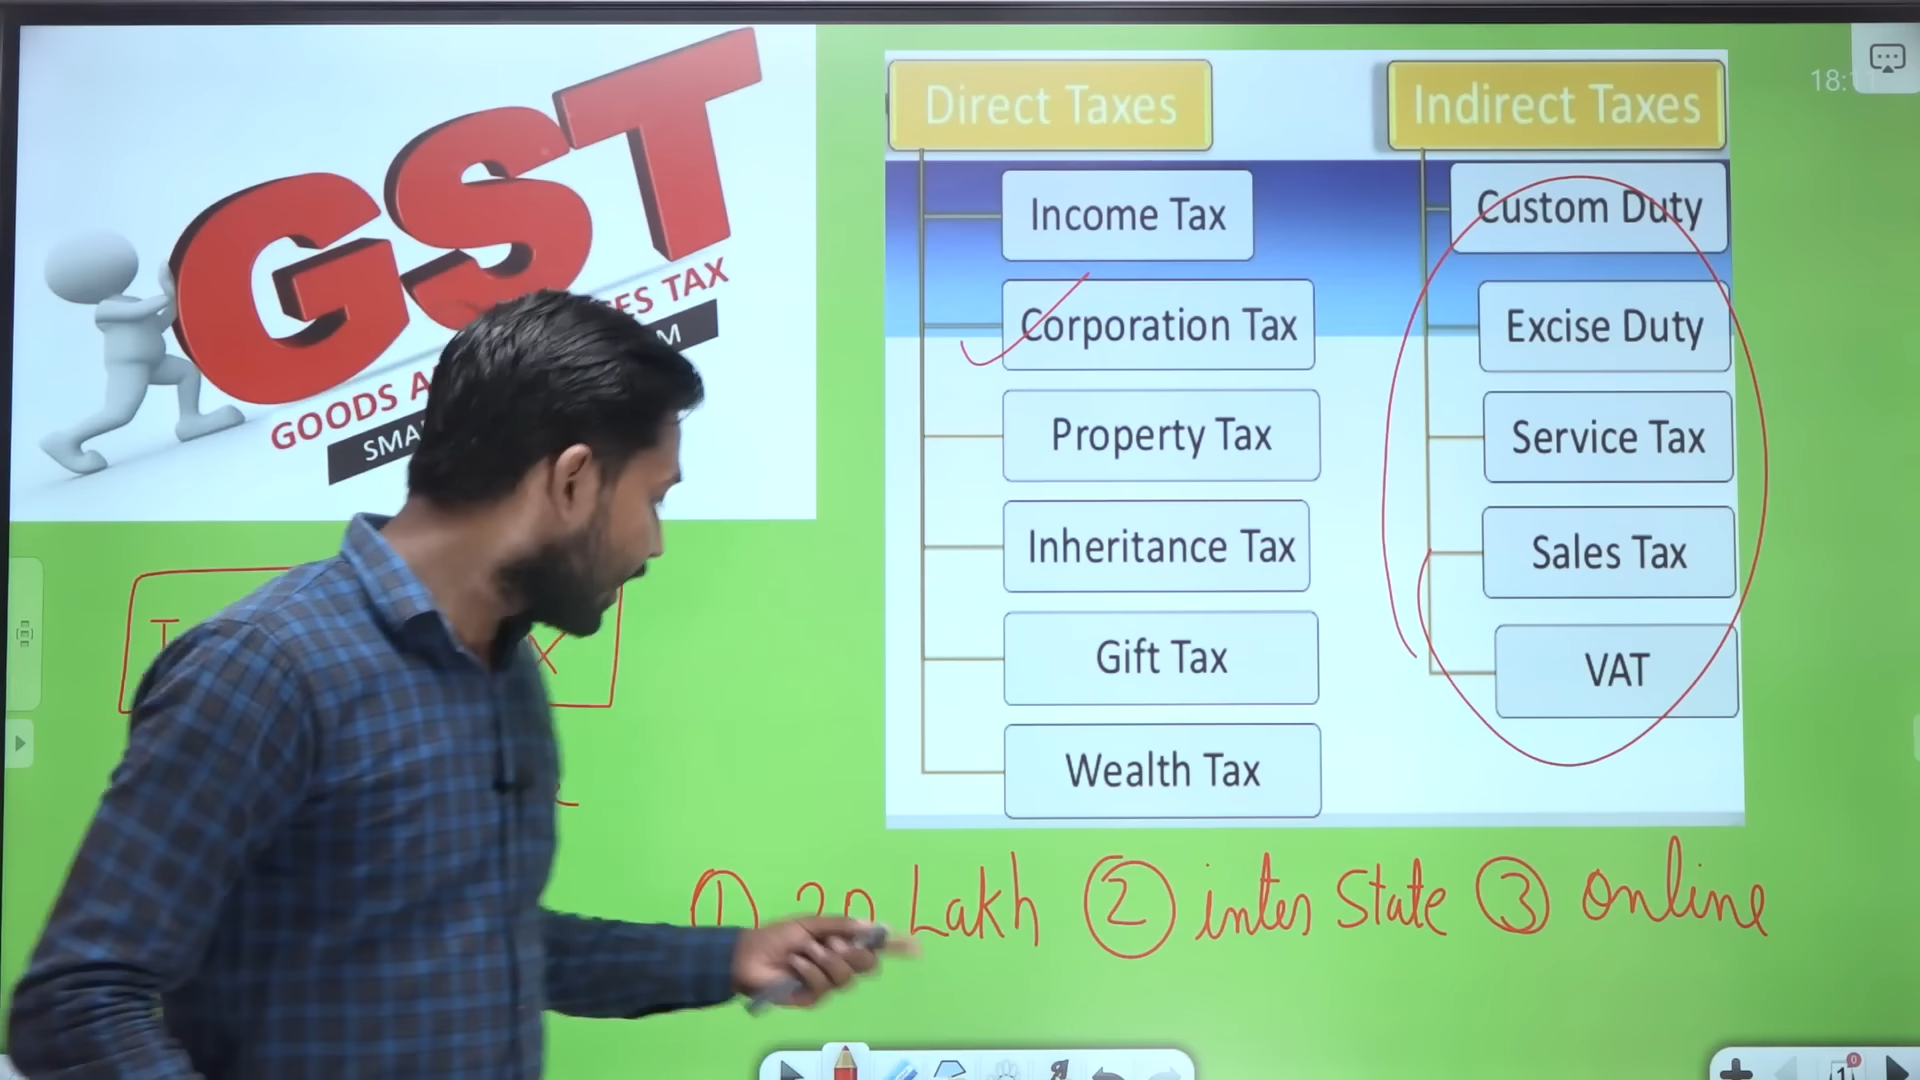 GST
GOODS A ES TAX
SMA M
Direct Taxes
Income Tax
Corporation Tax
Property Tax
Inheritance Tax
Gift Tax
Wealth Tax
Indirect Taxes
Custom Duty
Excise Duty
Service Tax
Sales Tax
VAT
18:
I X
① 20 Lakh ② inter State ③ online
1
0